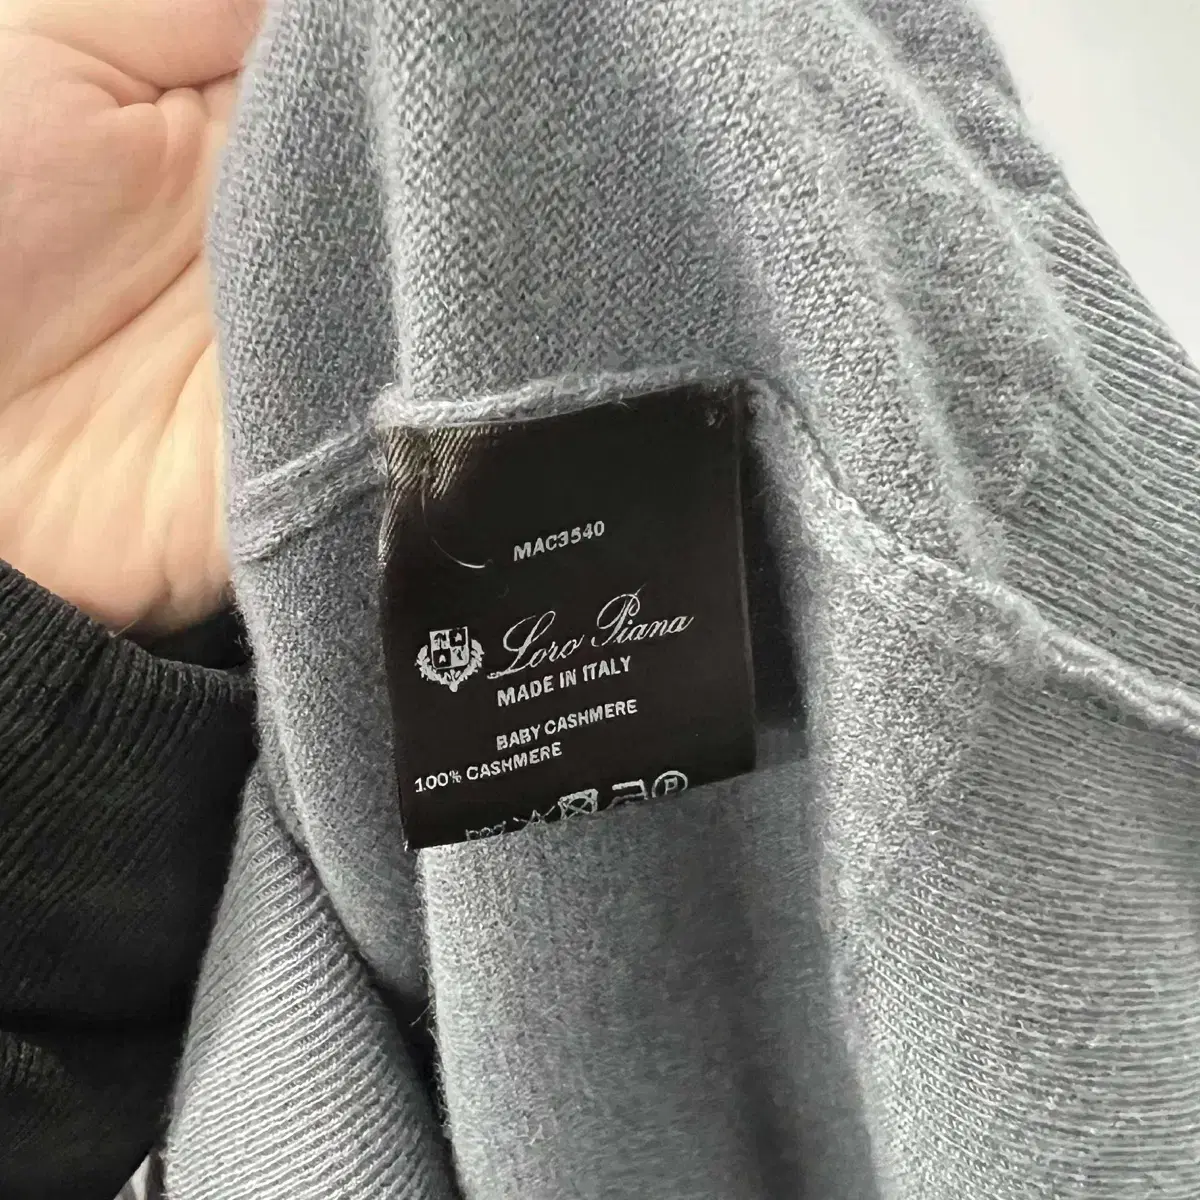 MAC3540
Loro Piana
MADE IN ITALY
BABY CASHMERE
100% CASHMERE
P